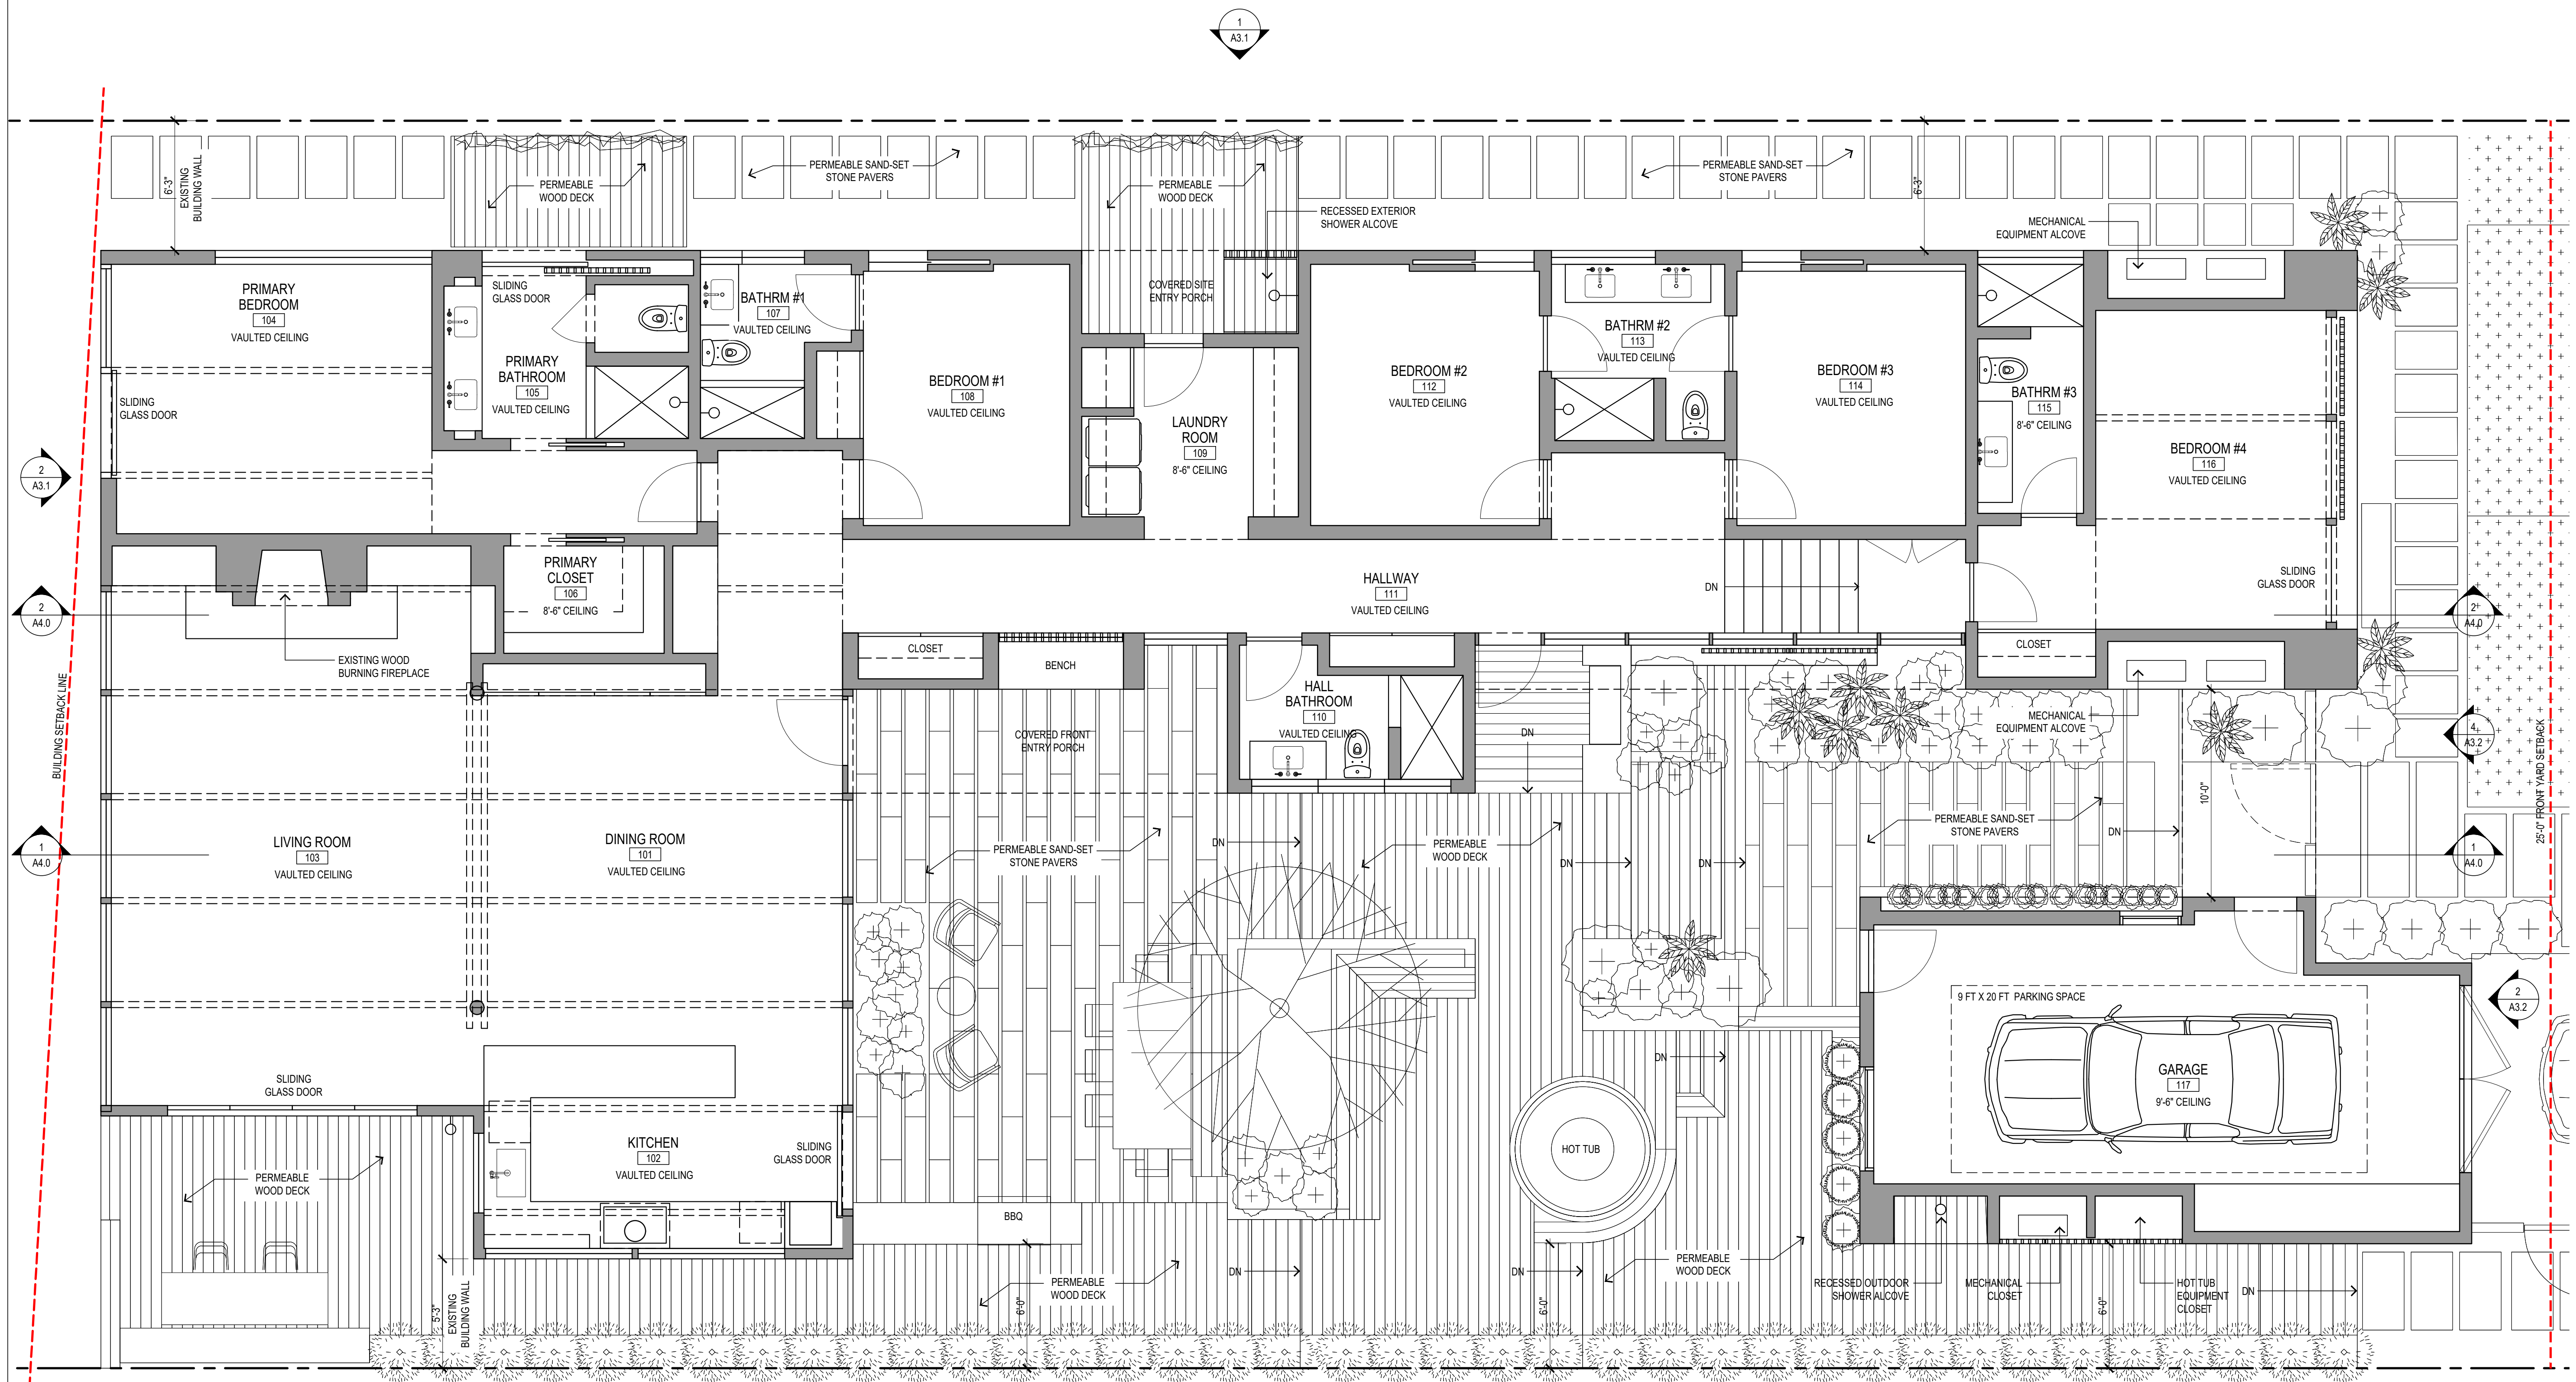 1
A3.1
6'-3"
EXISTING
BUILDING WALL
PERMEABLE
WOOD DECK
PERMEABLE SAND-SET
STONE PAVERS
PERMEABLE
WOOD DECK
RECESSED EXTERIOR
SHOWER ALCOVE
PERMEABLE SAND-SET
STONE PAVERS
6'-3"
MECHANICAL
EQUIPMENT ALCOVE
PRIMARY
BEDROOM
104
VAULTED CEILING
SLIDING
GLASS DOOR
SLIDING
GLASS DOOR
PRIMARY
BATHROOM
105
VAULTED CEILING
BATHRM #1
107
VAULTED CEILING
BEDROOM #1
108
VAULTED CEILING
COVERED SITE
ENTRY PORCH
LAUNDRY
ROOM
109
8'-6" CEILING
BEDROOM #2
112
VAULTED CEILING
BATHRM #2
113
VAULTED CEILING
BEDROOM #3
114
VAULTED CEILING
BATHRM #3
115
8'-6" CEILING
BEDROOM #4
116
VAULTED CEILING
SLIDING
GLASS DOOR
2
A3.1
2
A4.0
BUILDING SETBACK LINE
EXISTING WOOD
BURNING FIREPLACE
PRIMARY
CLOSET
106
8'-6" CEILING
HALLWAY
111
VAULTED CEILING
DN
CLOSET
BENCH
HALL
BATHROOM
110
VAULTED CEILING
CLOSET
MECHANICAL
EQUIPMENT ALCOVE
2
A4.0
4
A3.2
25'-0" FRONT YARD SETBACK
10'-0"
COVERED FRONT
ENTRY PORCH
DN
1
A4.0
LIVING ROOM
103
VAULTED CEILING
DINING ROOM
101
VAULTED CEILING
PERMEABLE SAND-SET
STONE PAVERS
DN
PERMEABLE
WOOD DECK
DN
DN
PERMEABLE SAND-SET
STONE PAVERS
DN
1
A4.0
9 FT X 20 FT PARKING SPACE
2
A3.2
GARAGE
117
9'-6" CEILING
DN
HOT TUB
SLIDING
GLASS DOOR
KITCHEN
102
VAULTED CEILING
SLIDING
GLASS DOOR
PERMEABLE
WOOD DECK
BBQ
5'-3"
EXISTING
BUILDING WALL
PERMEABLE
WOOD DECK
6'-0"
DN
DN
6'-0"
PERMEABLE
WOOD DECK
RECESSED OUTDOOR
SHOWER ALCOVE
MECHANICAL
CLOSET
6'-0"
HOT TUB
EQUIPMENT
CLOSET
DN